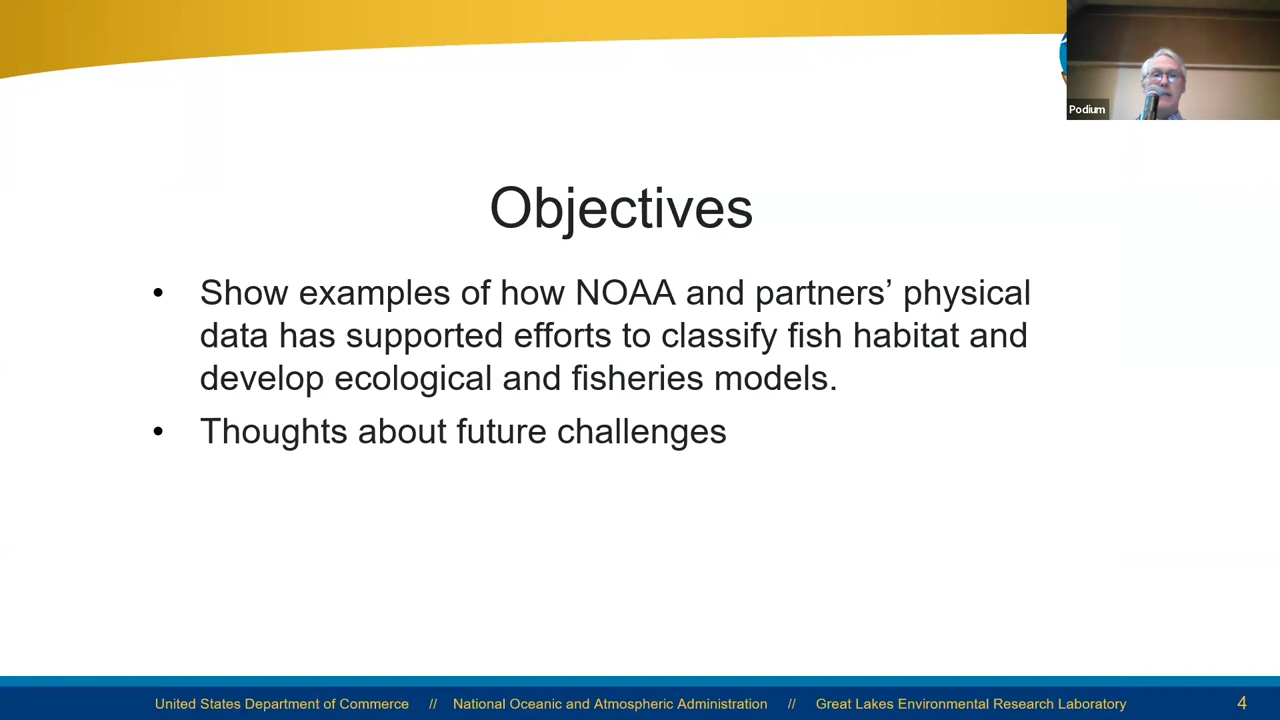 Podium
Objectives
• Show examples of how NOAA and partners’ physical
data has supported efforts to classify fish habitat and
develop ecological and fisheries models.
• Thoughts about future challenges
United States Department of Commerce // National Oceanic and Atmospheric Administration // Great Lakes Environmental Research Laboratory 4